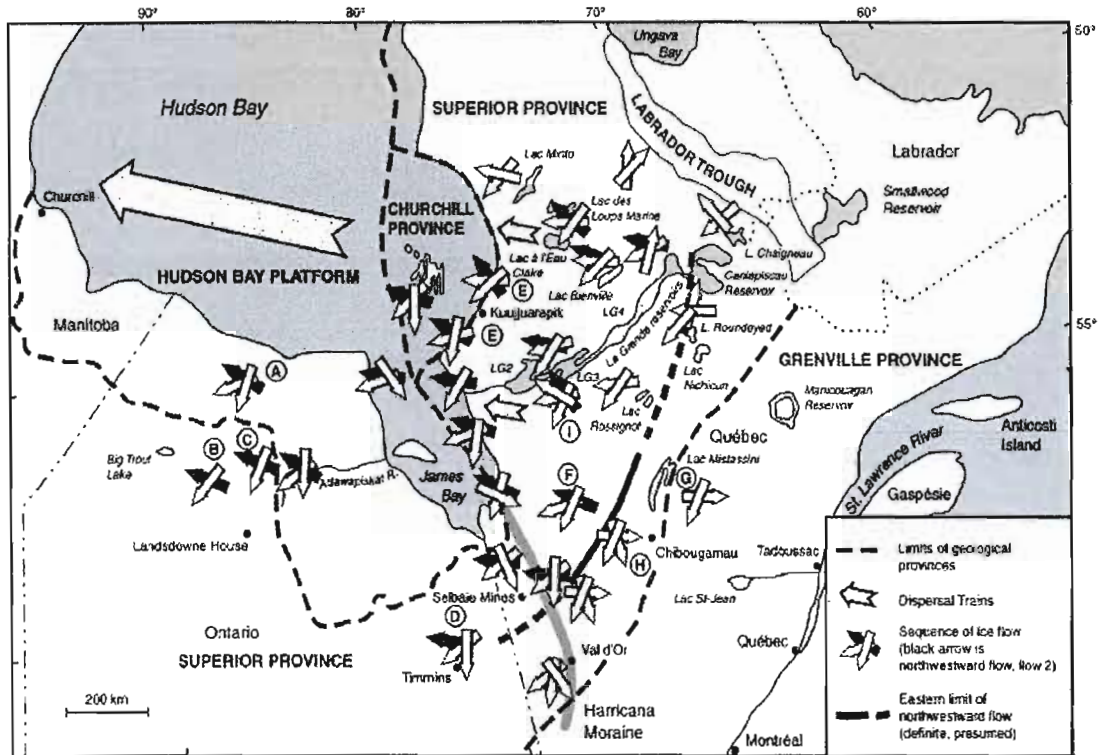 90°
80°
70°
60°
Ungava
Bay
Hudson Bay
SUPERIOR PROVINCE
LABRADOR TROUGH
Labrador
Lac Minto
Smallwood
Reservoir
Churchill
CHURCHILL
PROVINCE
Lac des
Loups Marins
L. Chaigneau
Lac à l'Eau
Claire
Caniapiscau
Reservoir
HUDSON BAY PLATFORM
E
Lac Bienville
LG4
La Grande reservoirs
Manitoba
Kuujjuarapik
E
L. Roundeyed
55°
GRENVILLE PROVINCE
LG2
LG3
Lac
Nichicun
A
Manicouagan
Reservoir
Lac
Rossignol
I
Québec
Anticosti
Island
B
C
Big Trout
Lake
Attawapiskat R.
James
Bay
F
Lac Mistassini
G
St. Lawrence River
Gaspésie
Landsdowne House
H
Chibougamau
Tadoussac
Selbaie Mines
Lac St-Jean
D
Ontario
SUPERIOR PROVINCE
Timmins
Val d'Or
Québec
200 km
Harricana
Moraine
Montréal
Limits of geological
provinces
Dispersal Trains
Sequence of ice flow
(black arrow is
northwestward flow, flow 2)
Eastern limit of
northwestward flow
(definite, presumed)